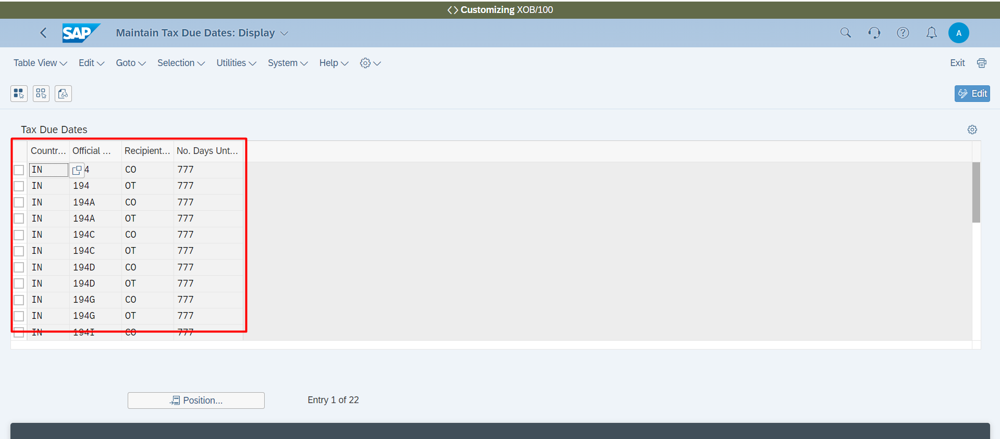 <> Customizing XOB/100
SAP Maintain Tax Due Dates: Display A
Table View Edit Goto Selection Utilities System Help Exit
Edit
Tax Due Dates
Countr... Official ... Recipient... No. Days Unt...
IN 4 CO 777
IN 194 OT 777
IN 194A CO 777
IN 194A OT 777
IN 194C CO 777
IN 194C OT 777
IN 194D CO 777
IN 194D OT 777
IN 194G CO 777
IN 194G OT 777
IN 194I CO 777
Position... Entry 1 of 22